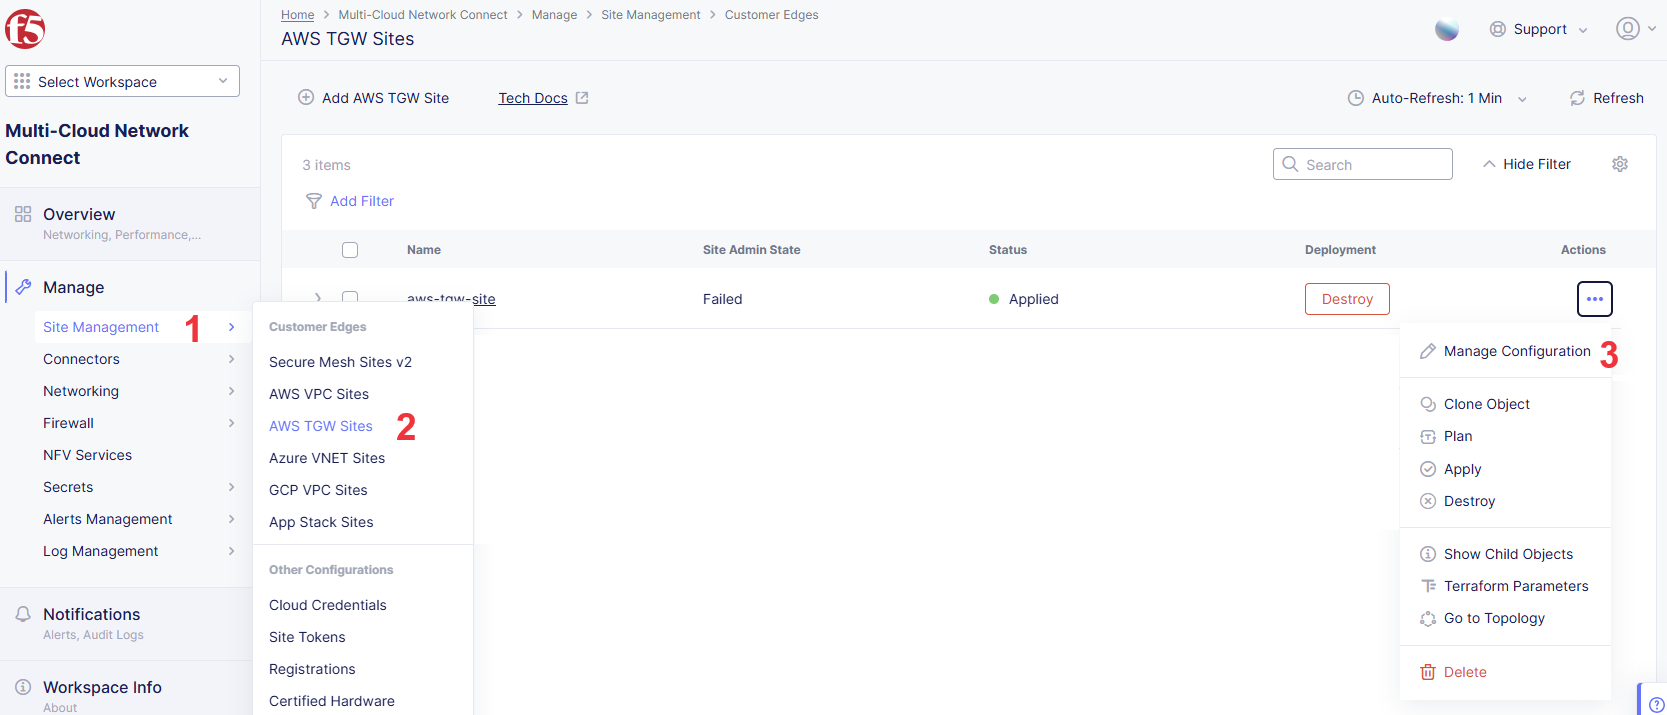 f5
Home > Multi-Cloud Network Connect > Manage > Site Management > Customer Edges
AWS TGW Sites
Support
Select Workspace
Multi-Cloud Network
Connect
Overview
Networking, Performance,...
Manage
Site Management 1
Connectors
Networking
Firewall
NFV Services
Secrets
Alerts Management
Log Management
Notifications
Alerts, Audit Logs
Workspace Info
About
Add AWS TGW Site Tech Docs Auto-Refresh: 1 Min Refresh
3 items Search Hide Filter
Add Filter
Name Site Admin State Status Deployment Actions
aws-tgw-site Failed Applied Destroy
Customer Edges
Secure Mesh Sites v2
AWS VPC Sites
AWS TGW Sites 2
Azure VNET Sites
GCP VPC Sites
App Stack Sites
Other Configurations
Cloud Credentials
Site Tokens
Registrations
Certified Hardware
Manage Configuration 3
Clone Object
Plan
Apply
Destroy
Show Child Objects
Terraform Parameters
Go to Topology
Delete